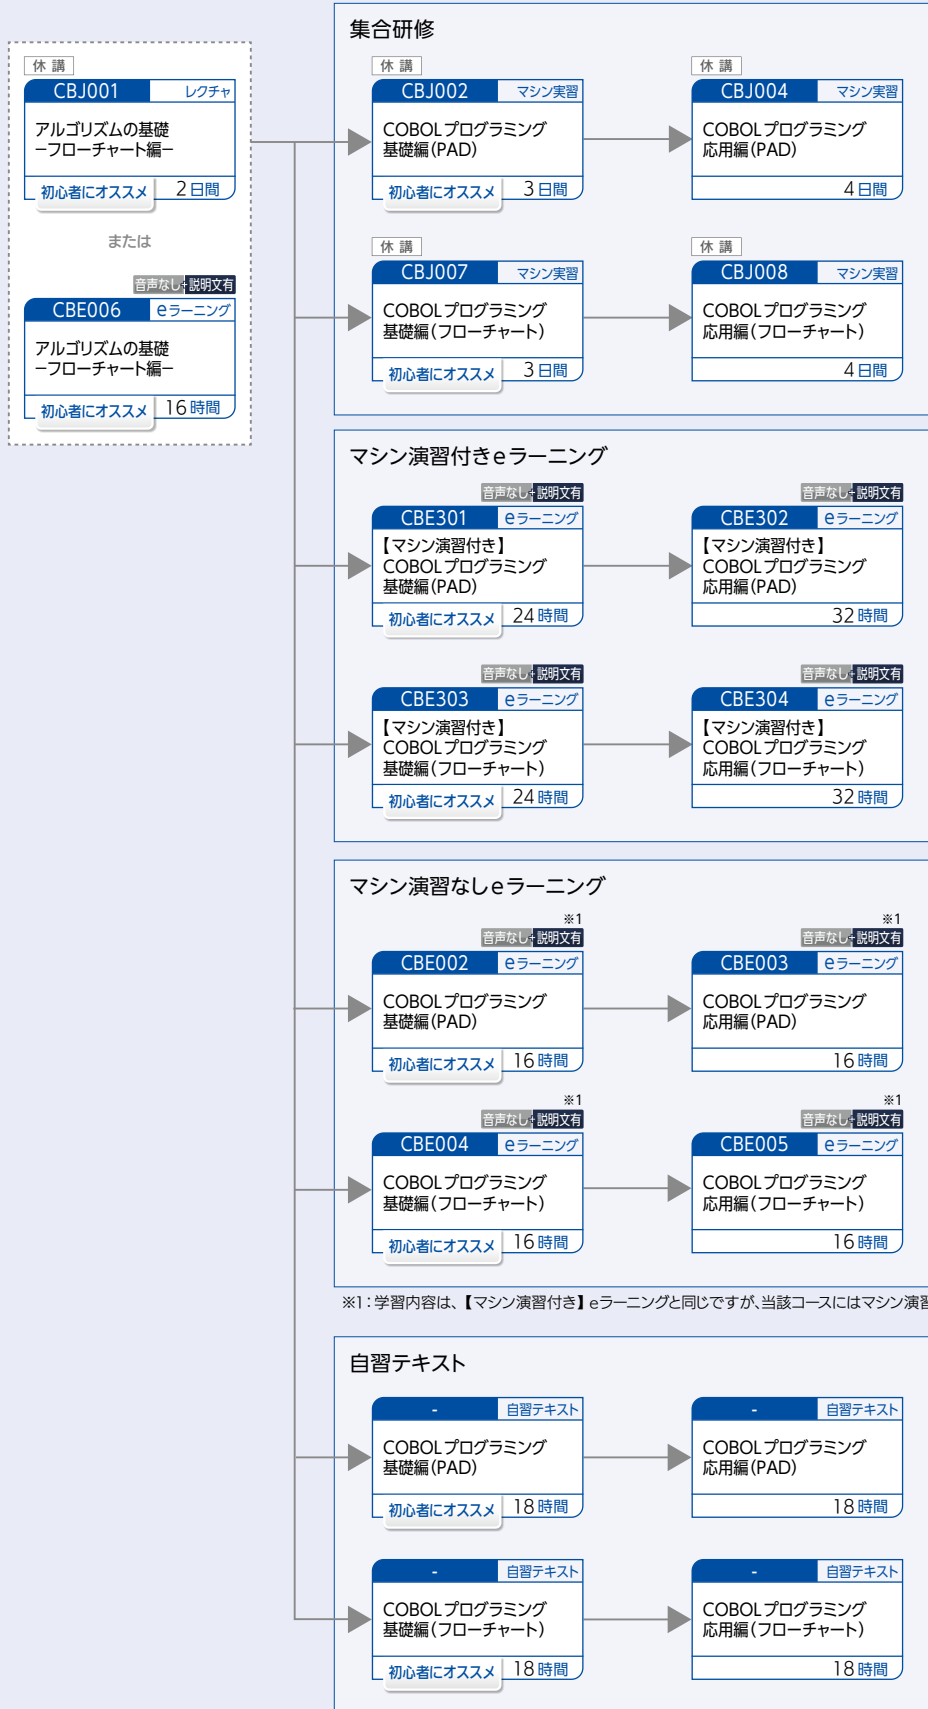 休 講
CBJ001 レクチャ
アルゴリズムの基礎
−フローチャート編−
初心者にオススメ 2日間
または
音声なし+説明文有
CBE006 eラーニング
アルゴリズムの基礎
−フローチャート編−
初心者にオススメ 16時間
集合研修
休 講
CBJ002 マシン実習
COBOLプログラミング
基礎編(PAD)
初心者にオススメ 3日間
休 講
CBJ004 マシン実習
COBOLプログラミング
応用編(PAD)
4日間
休 講
CBJ007 マシン実習
COBOLプログラミング
基礎編(フローチャート)
初心者にオススメ 3日間
休 講
CBJ008 マシン実習
COBOLプログラミング
応用編(フローチャート)
4日間
マシン演習付きeラーニング
音声なし+説明文有
CBE301 eラーニング
【マシン演習付き】
COBOLプログラミング
基礎編(PAD)
初心者にオススメ 24時間
音声なし+説明文有
CBE302 eラーニング
【マシン演習付き】
COBOLプログラミング
応用編(PAD)
32時間
音声なし+説明文有
CBE303 eラーニング
【マシン演習付き】
COBOLプログラミング
基礎編(フローチャート)
初心者にオススメ 24時間
音声なし+説明文有
CBE304 eラーニング
【マシン演習付き】
COBOLプログラミング
応用編(フローチャート)
32時間
マシン演習なしeラーニング
※1
音声なし+説明文有
CBE002 eラーニング
COBOLプログラミング
基礎編(PAD)
初心者にオススメ 16時間
※1
音声なし+説明文有
CBE003 eラーニング
COBOLプログラミング
応用編(PAD)
16時間
※1
音声なし+説明文有
CBE004 eラーニング
COBOLプログラミング
基礎編(フローチャート)
初心者にオススメ 16時間
※1
音声なし+説明文有
CBE005 eラーニング
COBOLプログラミング
応用編(フローチャート)
16時間
※1：学習内容は、【マシン演習付き】eラーニングと同じですが、当該コースにはマシン演習
自習テキスト
- 自習テキスト
COBOLプログラミング
基礎編(PAD)
初心者にオススメ 18時間
- 自習テキスト
COBOLプログラミング
応用編(PAD)
18時間
- 自習テキスト
COBOLプログラミング
基礎編(フローチャート)
初心者にオススメ 18時間
- 自習テキスト
COBOLプログラミング
応用編(フローチャート)
18時間